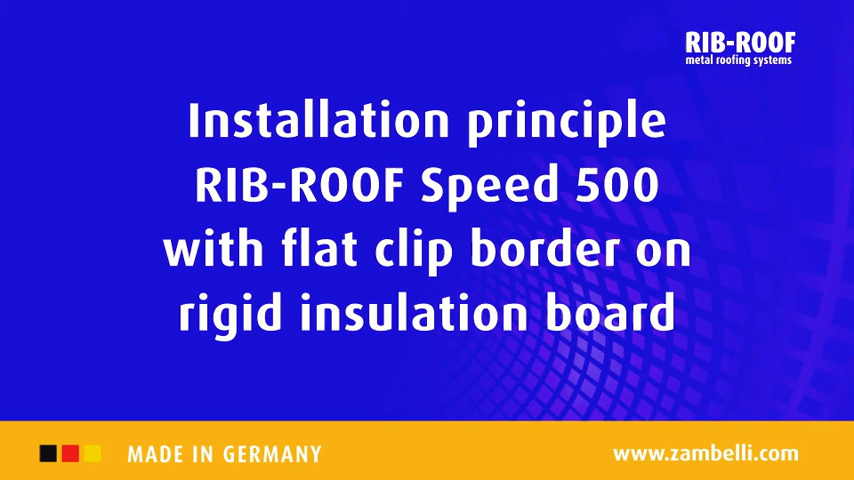 RIB-ROOF
metal roofing systems
Installation principle
RIB-ROOF Speed 500
with flat clip border on
rigid insulation board
MADE IN GERMANY
www.zambelli.com